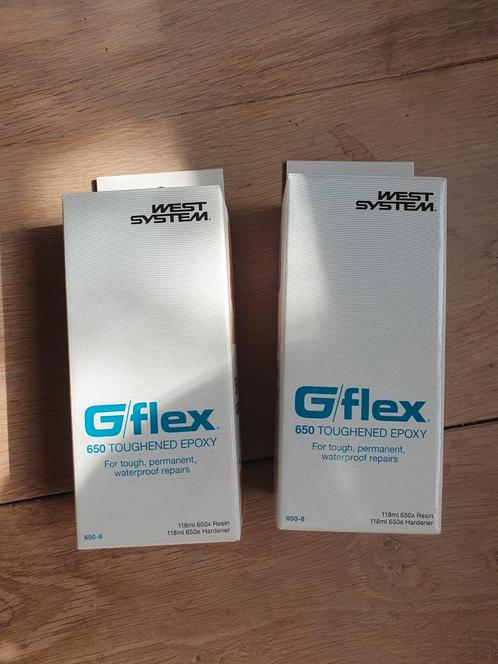 WEST
SYSTEM®
G/flex®
650 TOUGHENED EPOXY
For tough, permanent,
waterproof repairs
118ml 650A Resin
118ml 650B Hardener
650-8
WEST
SYSTEM®
G/flex®
650 TOUGHENED EPOXY
For tough, permanent,
waterproof repairs
118ml 650A Resin
118ml 650B Hardener
650-8